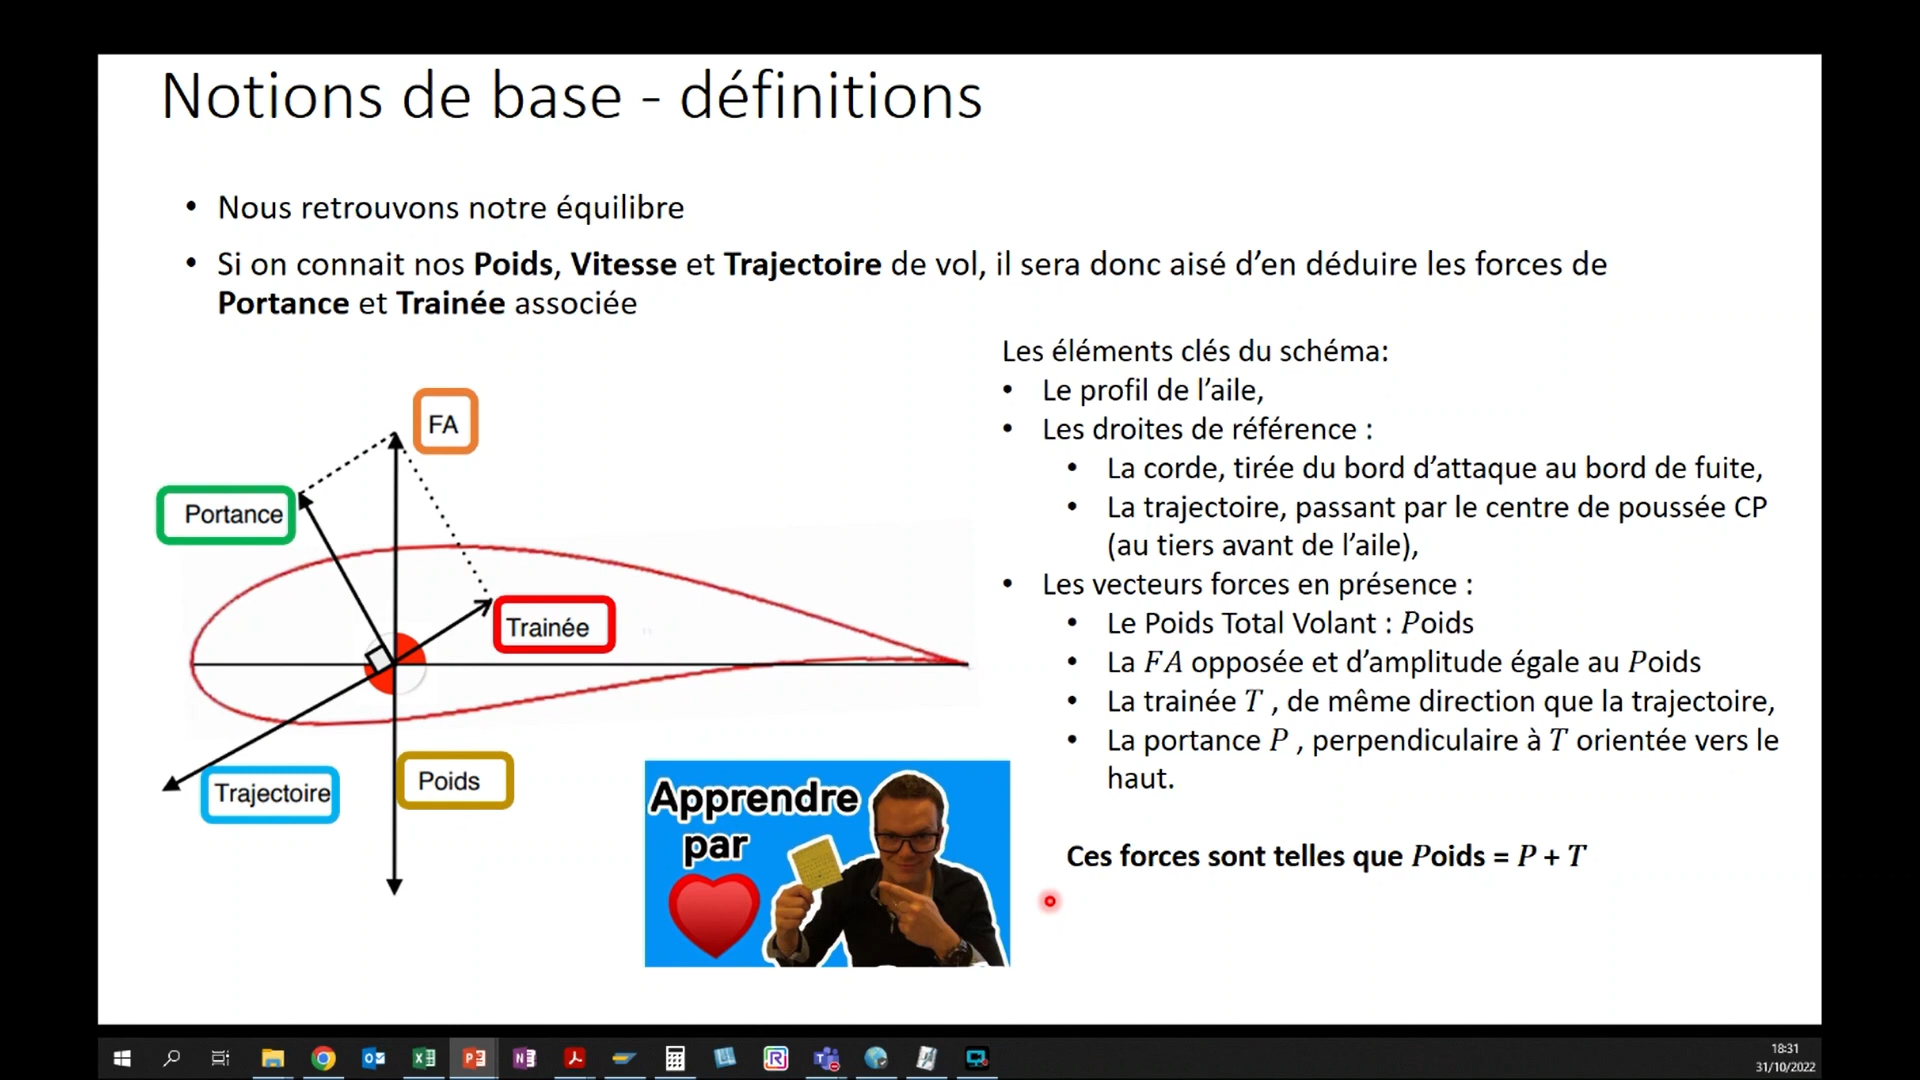 Notions de base - définitions
• Nous retrouvons notre équilibre
• Si on connait nos Poids, Vitesse et Trajectoire de vol, il sera donc aisé d’en déduire les forces de
Portance et Trainée associée
FA
Portance
Trainée
Trajectoire
Poids
Les éléments clés du schéma:
• Le profil de l’aile,
• Les droites de référence :
• La corde, tirée du bord d’attaque au bord de fuite,
• La trajectoire, passant par le centre de poussée CP
(au tiers avant de l’aile),
• Les vecteurs forces en présence :
• Le Poids Total Volant : Poids
• La FA opposée et d’amplitude égale au Poids
• La trainée T , de même direction que la trajectoire,
• La portance P , perpendiculaire à T orientée vers le
haut.
Ces forces sont telles que Poids = P + T
Apprendre
par
18:31
31/10/2022